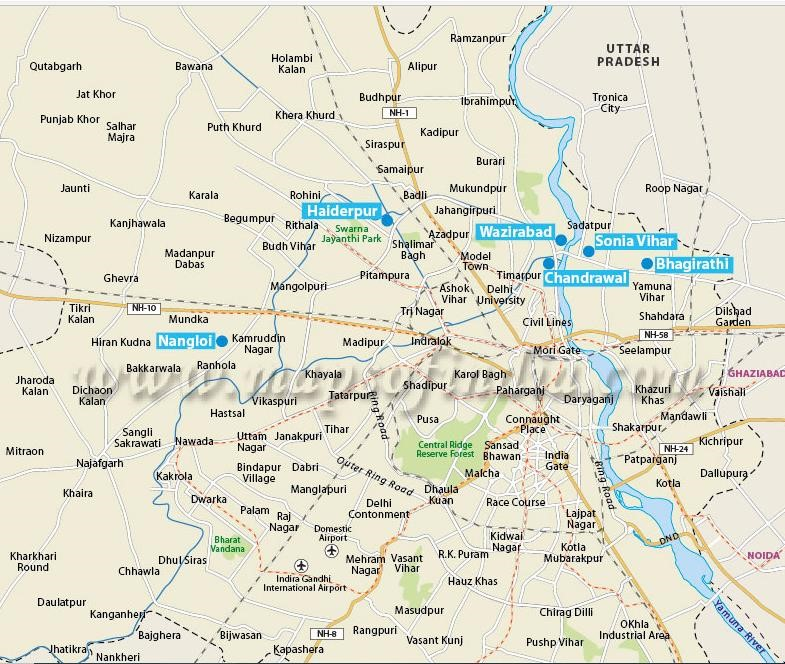 Ramzanpur
Holambi
Kalan
UTTAR
PRADESH
Qutabgarh
Bawana
Alipur
Jat Khor
Budhpur
Ibrahimpur
Tronica
City
Punjab Khor
Salhar
Majra
Puth Khurd
Khera Khurd
NH-1
Kadipur
Siraspur
Samaipur
Burari
Jaunti
Karala
Rohini
Badli
Mukundpur
Roop Nagar
Kanjhawala
Begumpur
Rithala
Haiderpur
Jahangirpuri
Swarna
Jayanthi Park
Azadpur
Wazirabad
Sadatpur
Nizampur
Budh Vihar
Shalimar
Bagh
Sonia Vihar
Madanpur
Dabas
Model
Town
Bhagirathi
Ghevra
Pitampura
Timarpur
Chandrawal
Mangolpuri
Ashok
Vihar
Delhi
University
Yamuna
Vihar
Tikri
Kalan
NH-10
Mundka
Tri Nagar
Civil Lines
Shahdara
Dilshad
Garden
NH-58
Hiran Kudna
Nangloi
Kamruddin
Nagar
Madipur
Indralok
Mori Gate
Seelampur
Bakkarwala
Ranhola
Khayala
Karol Bagh
GHAZIABAD
www.mapsofindia.com
Jharoda
Kalan
Dichaon
Kalan
Shadipur
Paharganj
Khazuri
Khas
Vaishali
Vikaspuri
Tatarpur
Ring Road
Daryaganj
Hastsal
Pusa
Connaught
Place
Mandawli
Sangli
Sakrawati
Nawada
Uttam
Nagar
Janakpuri
Tihar
Shakarpur
Kichripur
Mitraon
Central Ridge
Reserve Forest
Sansad
Bhawan
India
Gate
NH-24
Najafgarh
Bindapur
Village
Dabri
Outer Ring Road
Patparganj
Kakrola
Malcha
Ring Road
Kotla
Dallupura
Khaira
Dwarka
Manglapuri
Dhaula
Kuan
Race Course
Palam
Raj
Nagar
Delhi
Contonment
Lajpat
Nagar
Bharat
Vandana
Domestic
Airport
Kidwai
Nagar
DND
Kharkhari
Round
Dhul Siras
Mehram
Nagar
Vasant
Vihar
R.K. Puram
Kotla
Mubarakpur
NOIDA
Chhawla
Indira Gandhi
International Airport
Hauz Khas
Daulatpur
Kanganheri
Masudpur
Chirag Dilli
Yamuna River
Bajghera
Bijwasan
NH-8
Rangpuri
Vasant Kunj
OKhla
Industrial Area
Jhatikra
Nankheri
Kapashera
Pushp Vihar